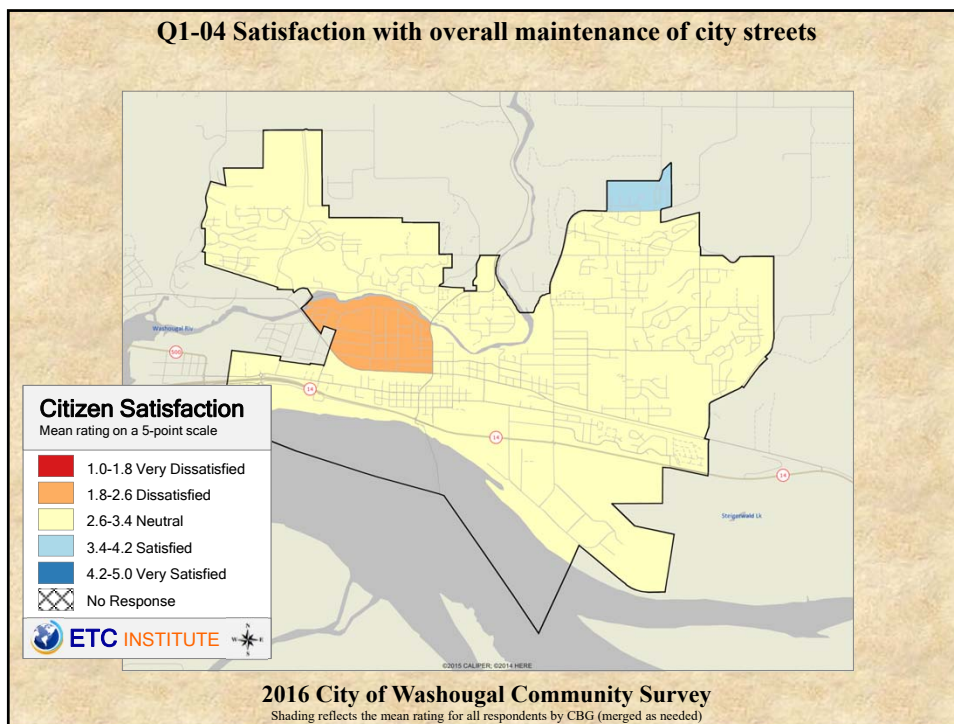 Q1-04 Satisfaction with overall maintenance of city streets
Washougal Riv
500
14
14
14
Steigerwald Lk
Citizen Satisfaction
Mean rating on a 5-point scale
1.0-1.8 Very Dissatisfied
1.8-2.6 Dissatisfied
2.6-3.4 Neutral
3.4-4.2 Satisfied
4.2-5.0 Very Satisfied
No Response
ETC INSTITUTE
N
W E
S
©2015 CALIPER; ©2014 HERE
2016 City of Washougal Community Survey
Shading reflects the mean rating for all respondents by CBG (merged as needed)